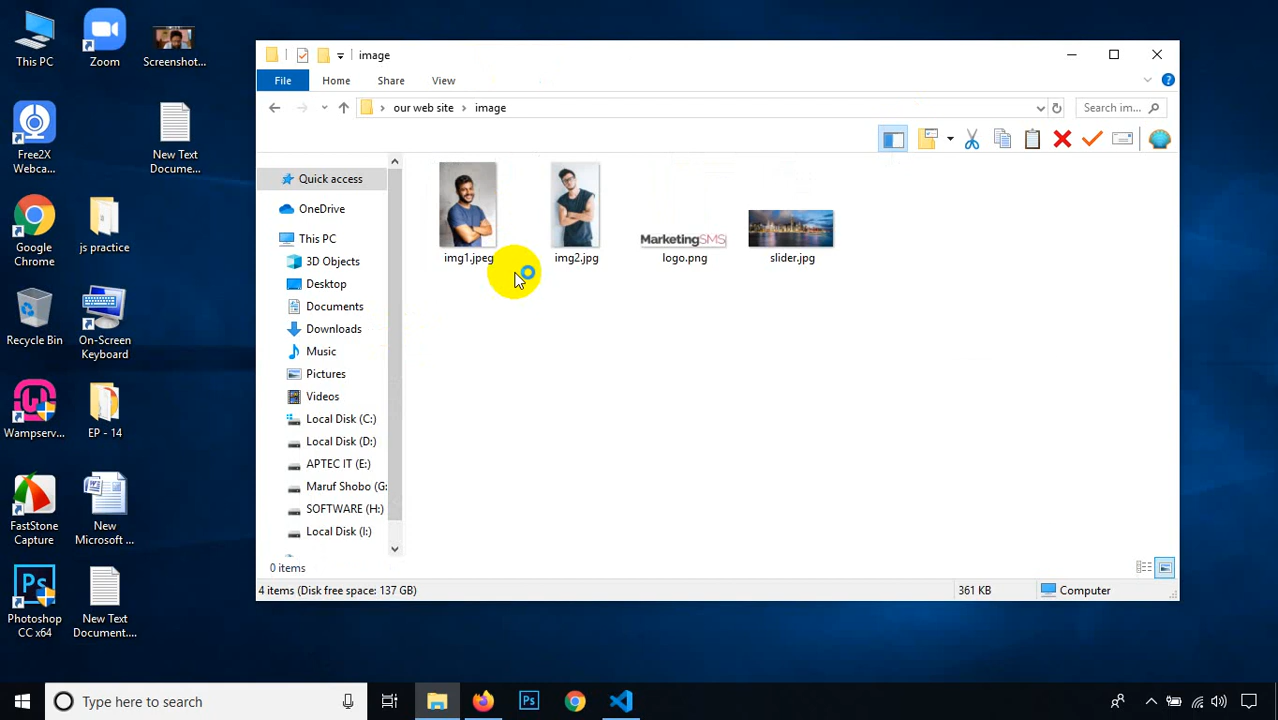 This PC
Zoom
Screenshot...
Free2X
Webca...
New Text
Docume...
Google
Chrome
js practice
Recycle Bin
On-Screen
Keyboard
Wampserv...
EP - 14
FastStone
Capture
New
Microsoft ...
Photoshop
CC x64
New Text
Document....
image
File
Home
Share
View
our web site
image
Search im...
Quick access
OneDrive
This PC
3D Objects
Desktop
Documents
Downloads
Music
Pictures
Videos
Local Disk (C:)
Local Disk (D:)
APTEC IT (E:)
Maruf Shobo (G:
SOFTWARE (H:)
Local Disk (I:)
MarketingSMS
img1.jpeg
img2.jpg
logo.png
slider.jpg
0 items
4 items (Disk free space: 137 GB)
361 KB
Computer
Type here to search
Ps
Ps